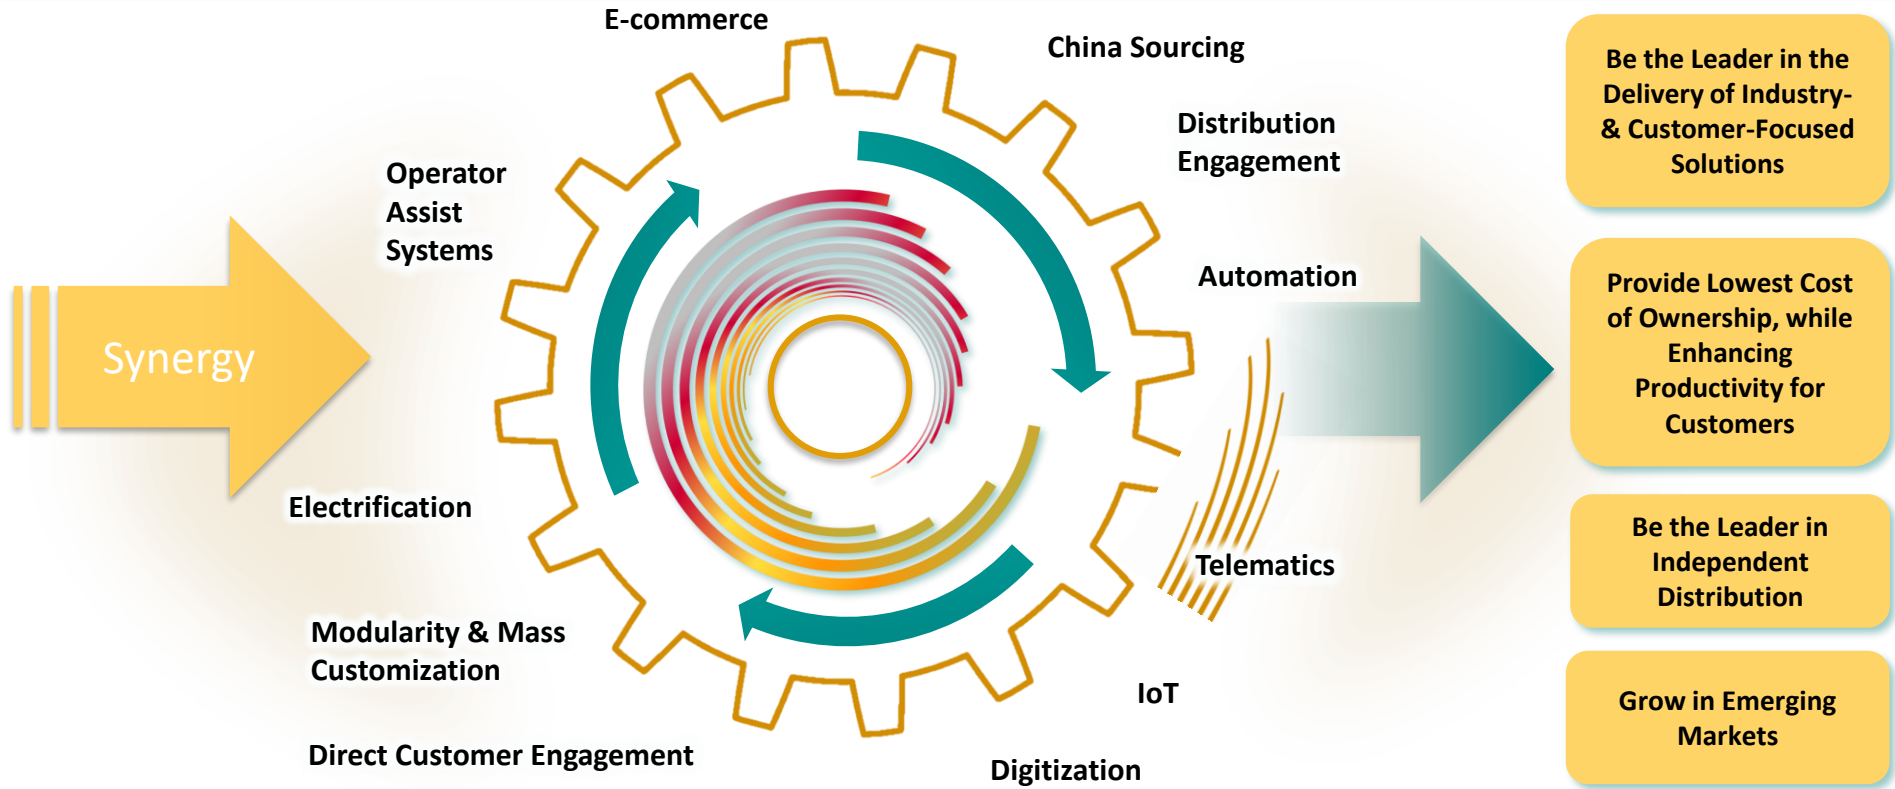 E-commerce
China Sourcing
Distribution
Engagement
Operator
Assist
Systems
Automation
Synergy
Electrification
Telematics
Modularity & Mass
Customization
IoT
Direct Customer Engagement
Digitization
Be the Leader in the
Delivery of Industry-
& Customer-Focused
Solutions
Provide Lowest Cost
of Ownership, while
Enhancing
Productivity for
Customers
Be the Leader in
Independent
Distribution
Grow in Emerging
Markets